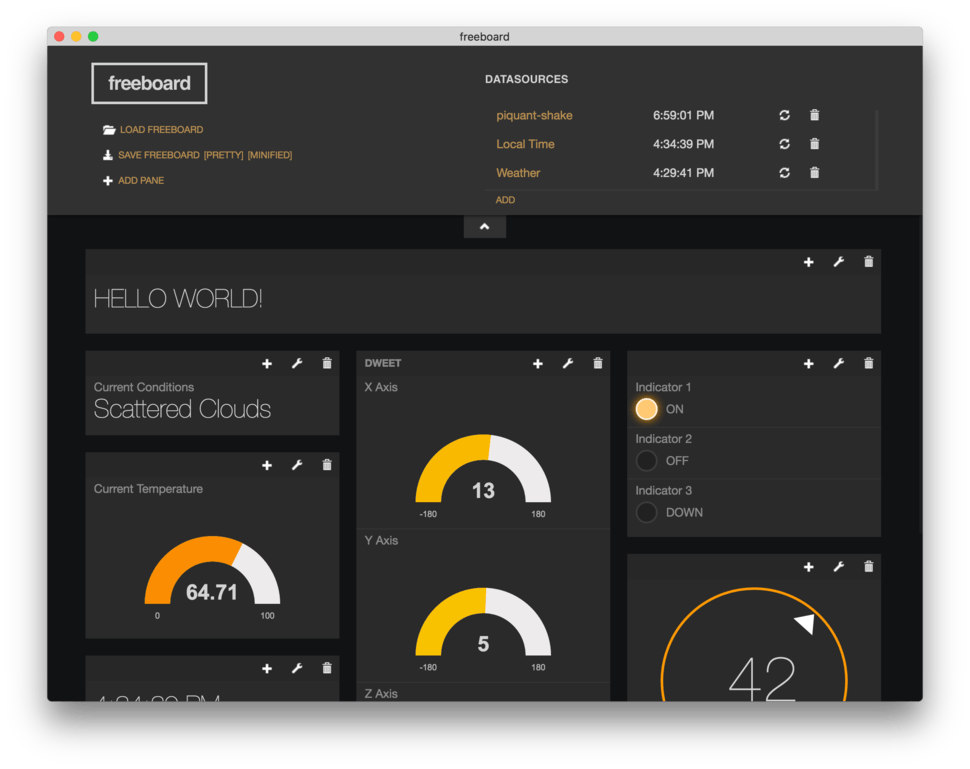 freeboard
freeboard
LOAD FREEBOARD
SAVE FREEBOARD [PRETTY] [MINIFIED]
ADD PANE
DATASOURCES
piquant-shake 6:59:01 PM
Local Time 4:34:39 PM
Weather 4:29:41 PM
ADD
HELLO WORLD!
Current Conditions
Scattered Clouds
Current Temperature
64.71
0 100
DWEET
X Axis
13
-180 180
Y Axis
5
-180 180
Z Axis
Indicator 1
ON
Indicator 2
OFF
Indicator 3
DOWN
42